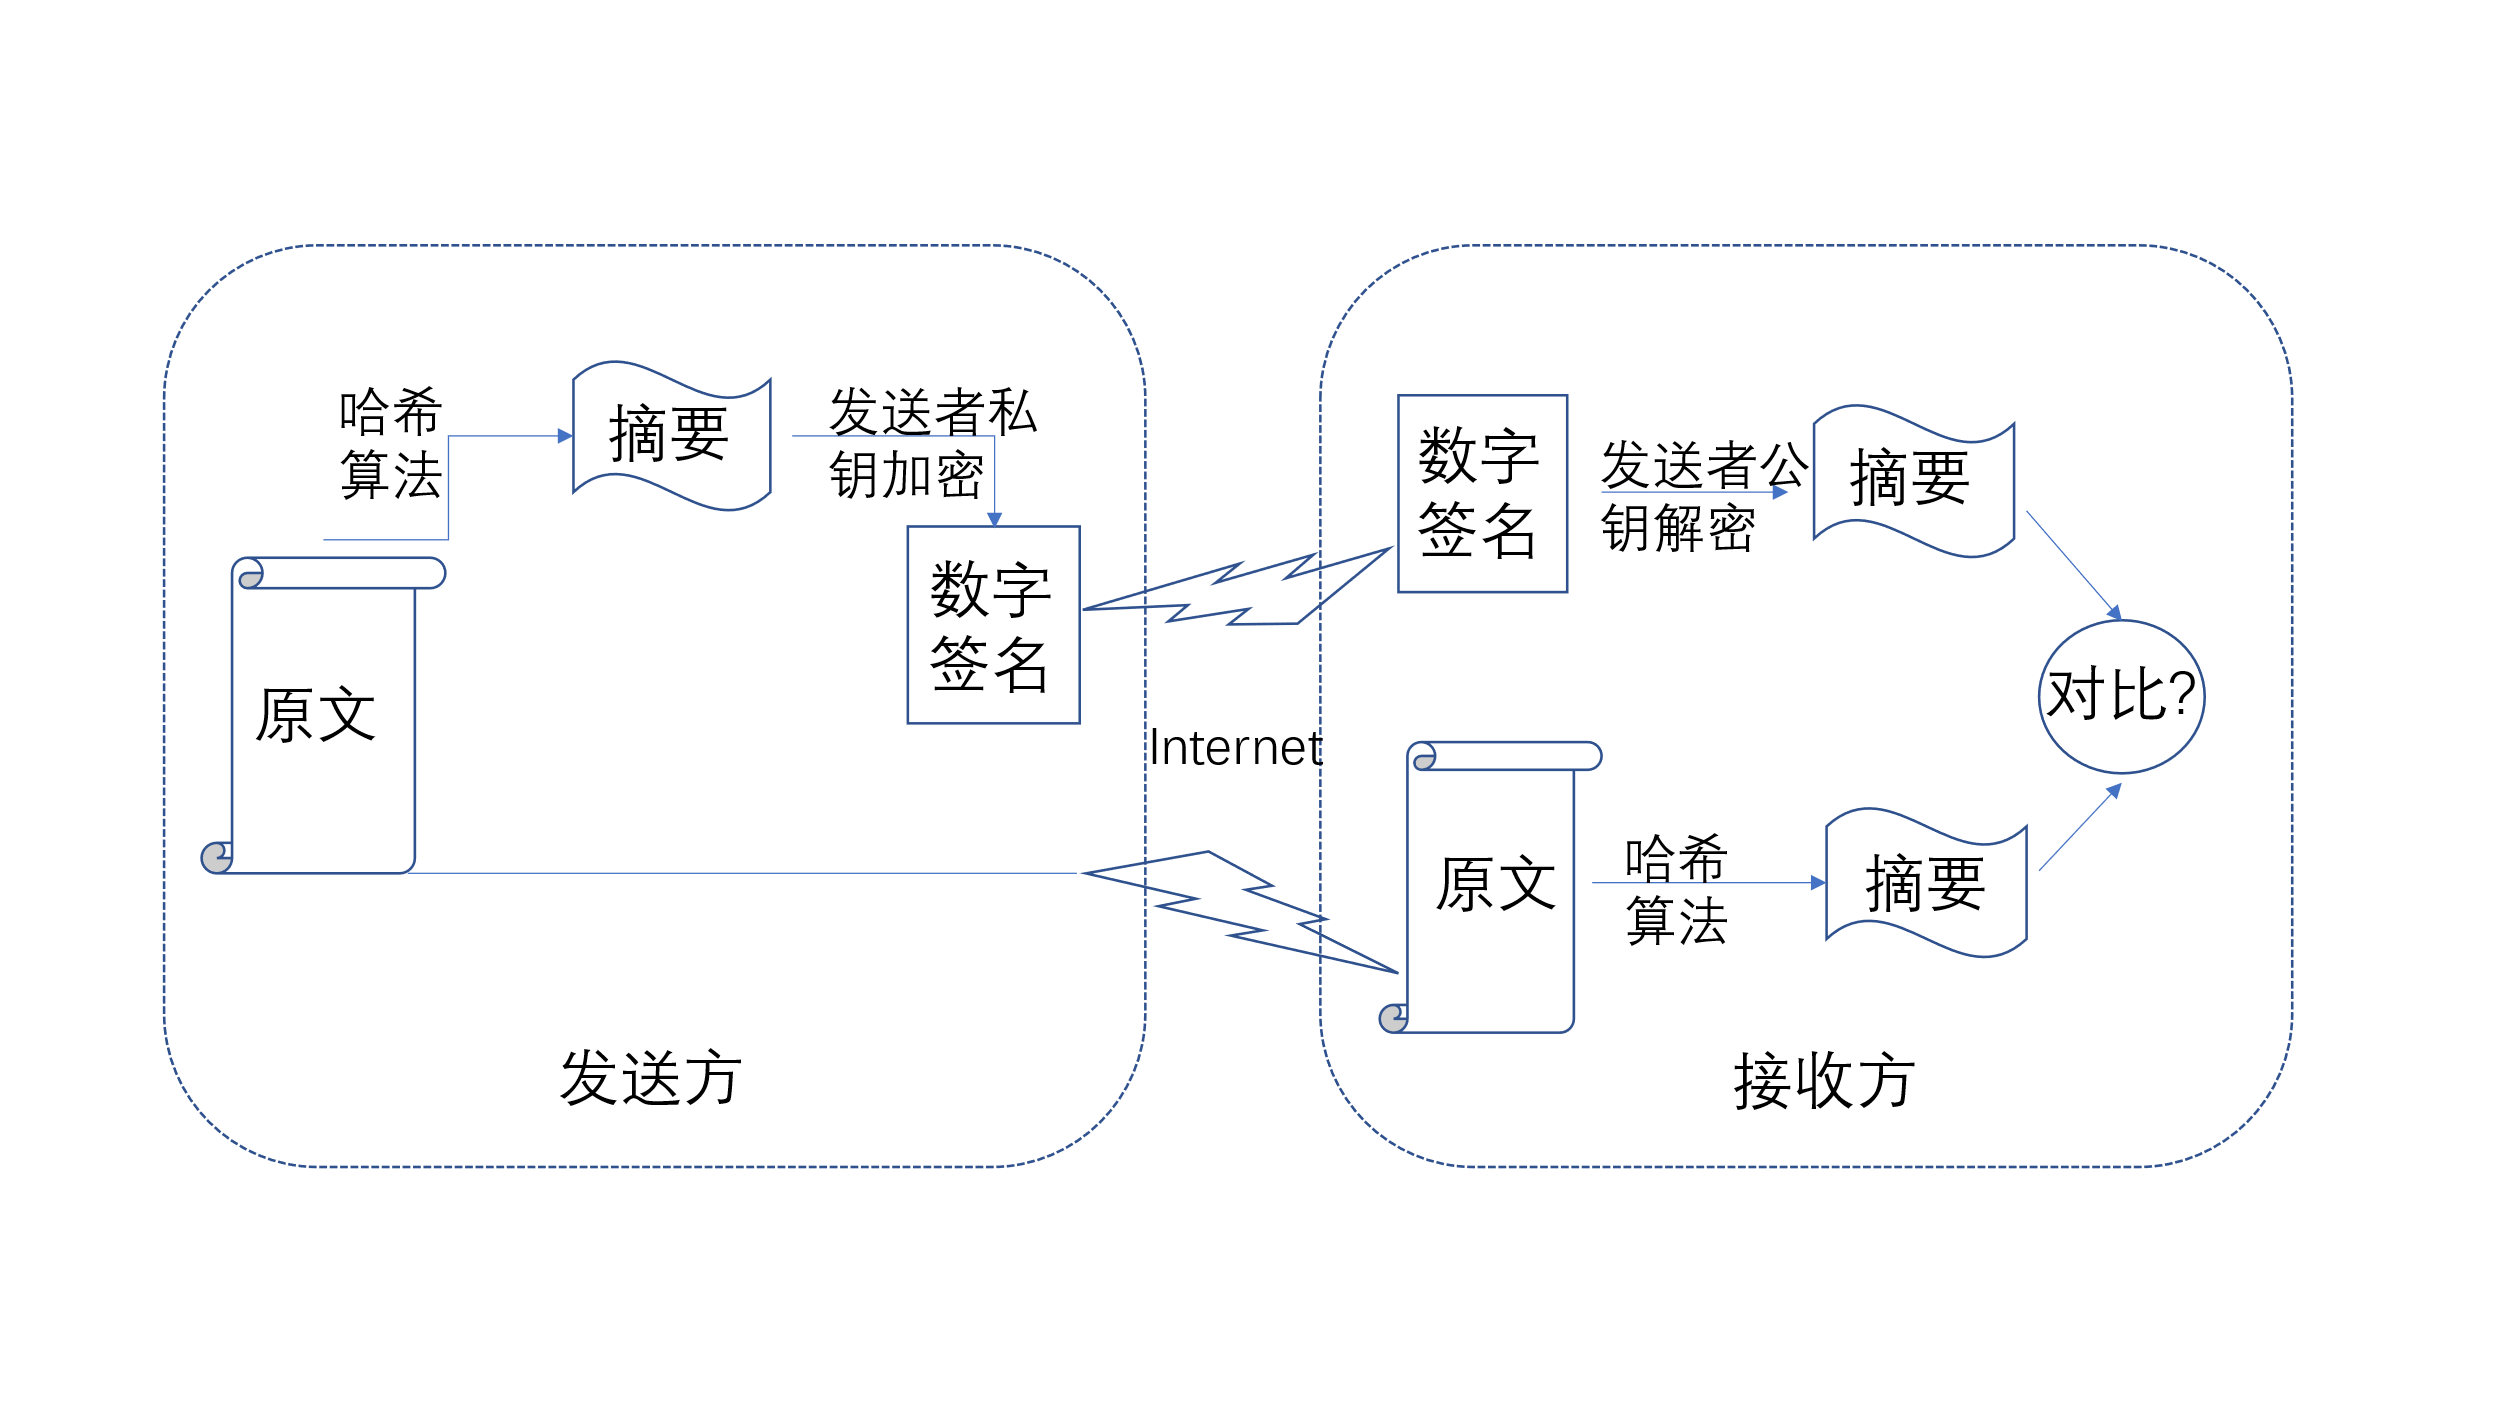 哈希
算法
摘要
发送者私
钥加密
数字
签名
原文
发送方
Internet
数字
签名
发送者公
钥解密
摘要
对比?
原文
哈希
算法
摘要
接收方